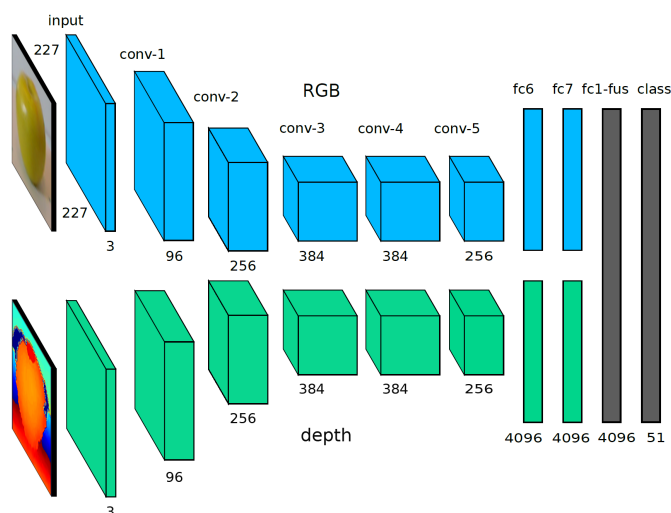 input
227
conv-1
conv-2
RGB
fc6 fc7 fc1-fus class
conv-3 conv-4 conv-5
227
3
96
256
384
384
256
384
384
256
256
depth
4096 4096 4096 51
96
3